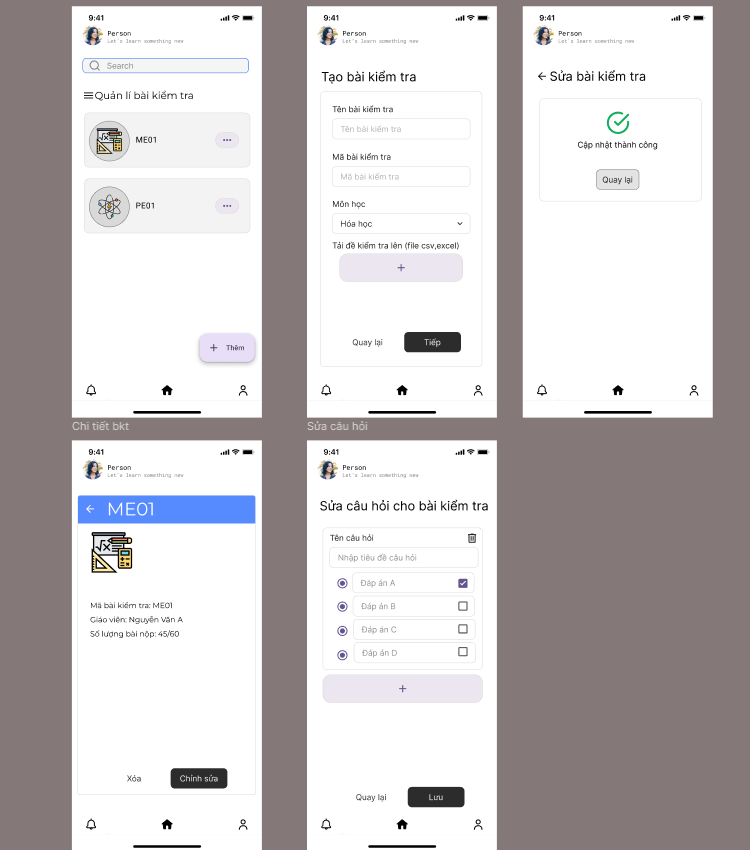 9:41
Person
Let's learn something new
Search
Quản lí bài kiểm tra
ME01
PE01
Thêm
9:41
Person
Let's learn something new
Tạo bài kiểm tra
Tên bài kiểm tra
Tên bài kiểm tra
Mã bài kiểm tra
Mã bài kiểm tra
Môn học
Hóa học
Tải đề kiểm tra lên (file csv,excel)
+
Quay lại
Tiếp
9:41
Person
Let's learn something new
Sửa bài kiểm tra
Cập nhật thành công
Quay lại
Chi tiết bkt
9:41
Person
Let's learn something new
ME01
Mã bài kiểm tra: ME01
Giáo viên: Nguyễn Văn A
Số lượng bài nộp: 45/60
Xóa
Chỉnh sửa
Sửa câu hỏi
9:41
Person
Let's learn something new
Sửa câu hỏi cho bài kiểm tra
Tên câu hỏi
Nhập tiêu đề câu hỏi
Đáp án A
Đáp án B
Đáp án C
Đáp án D
+
Quay lại
Lưu